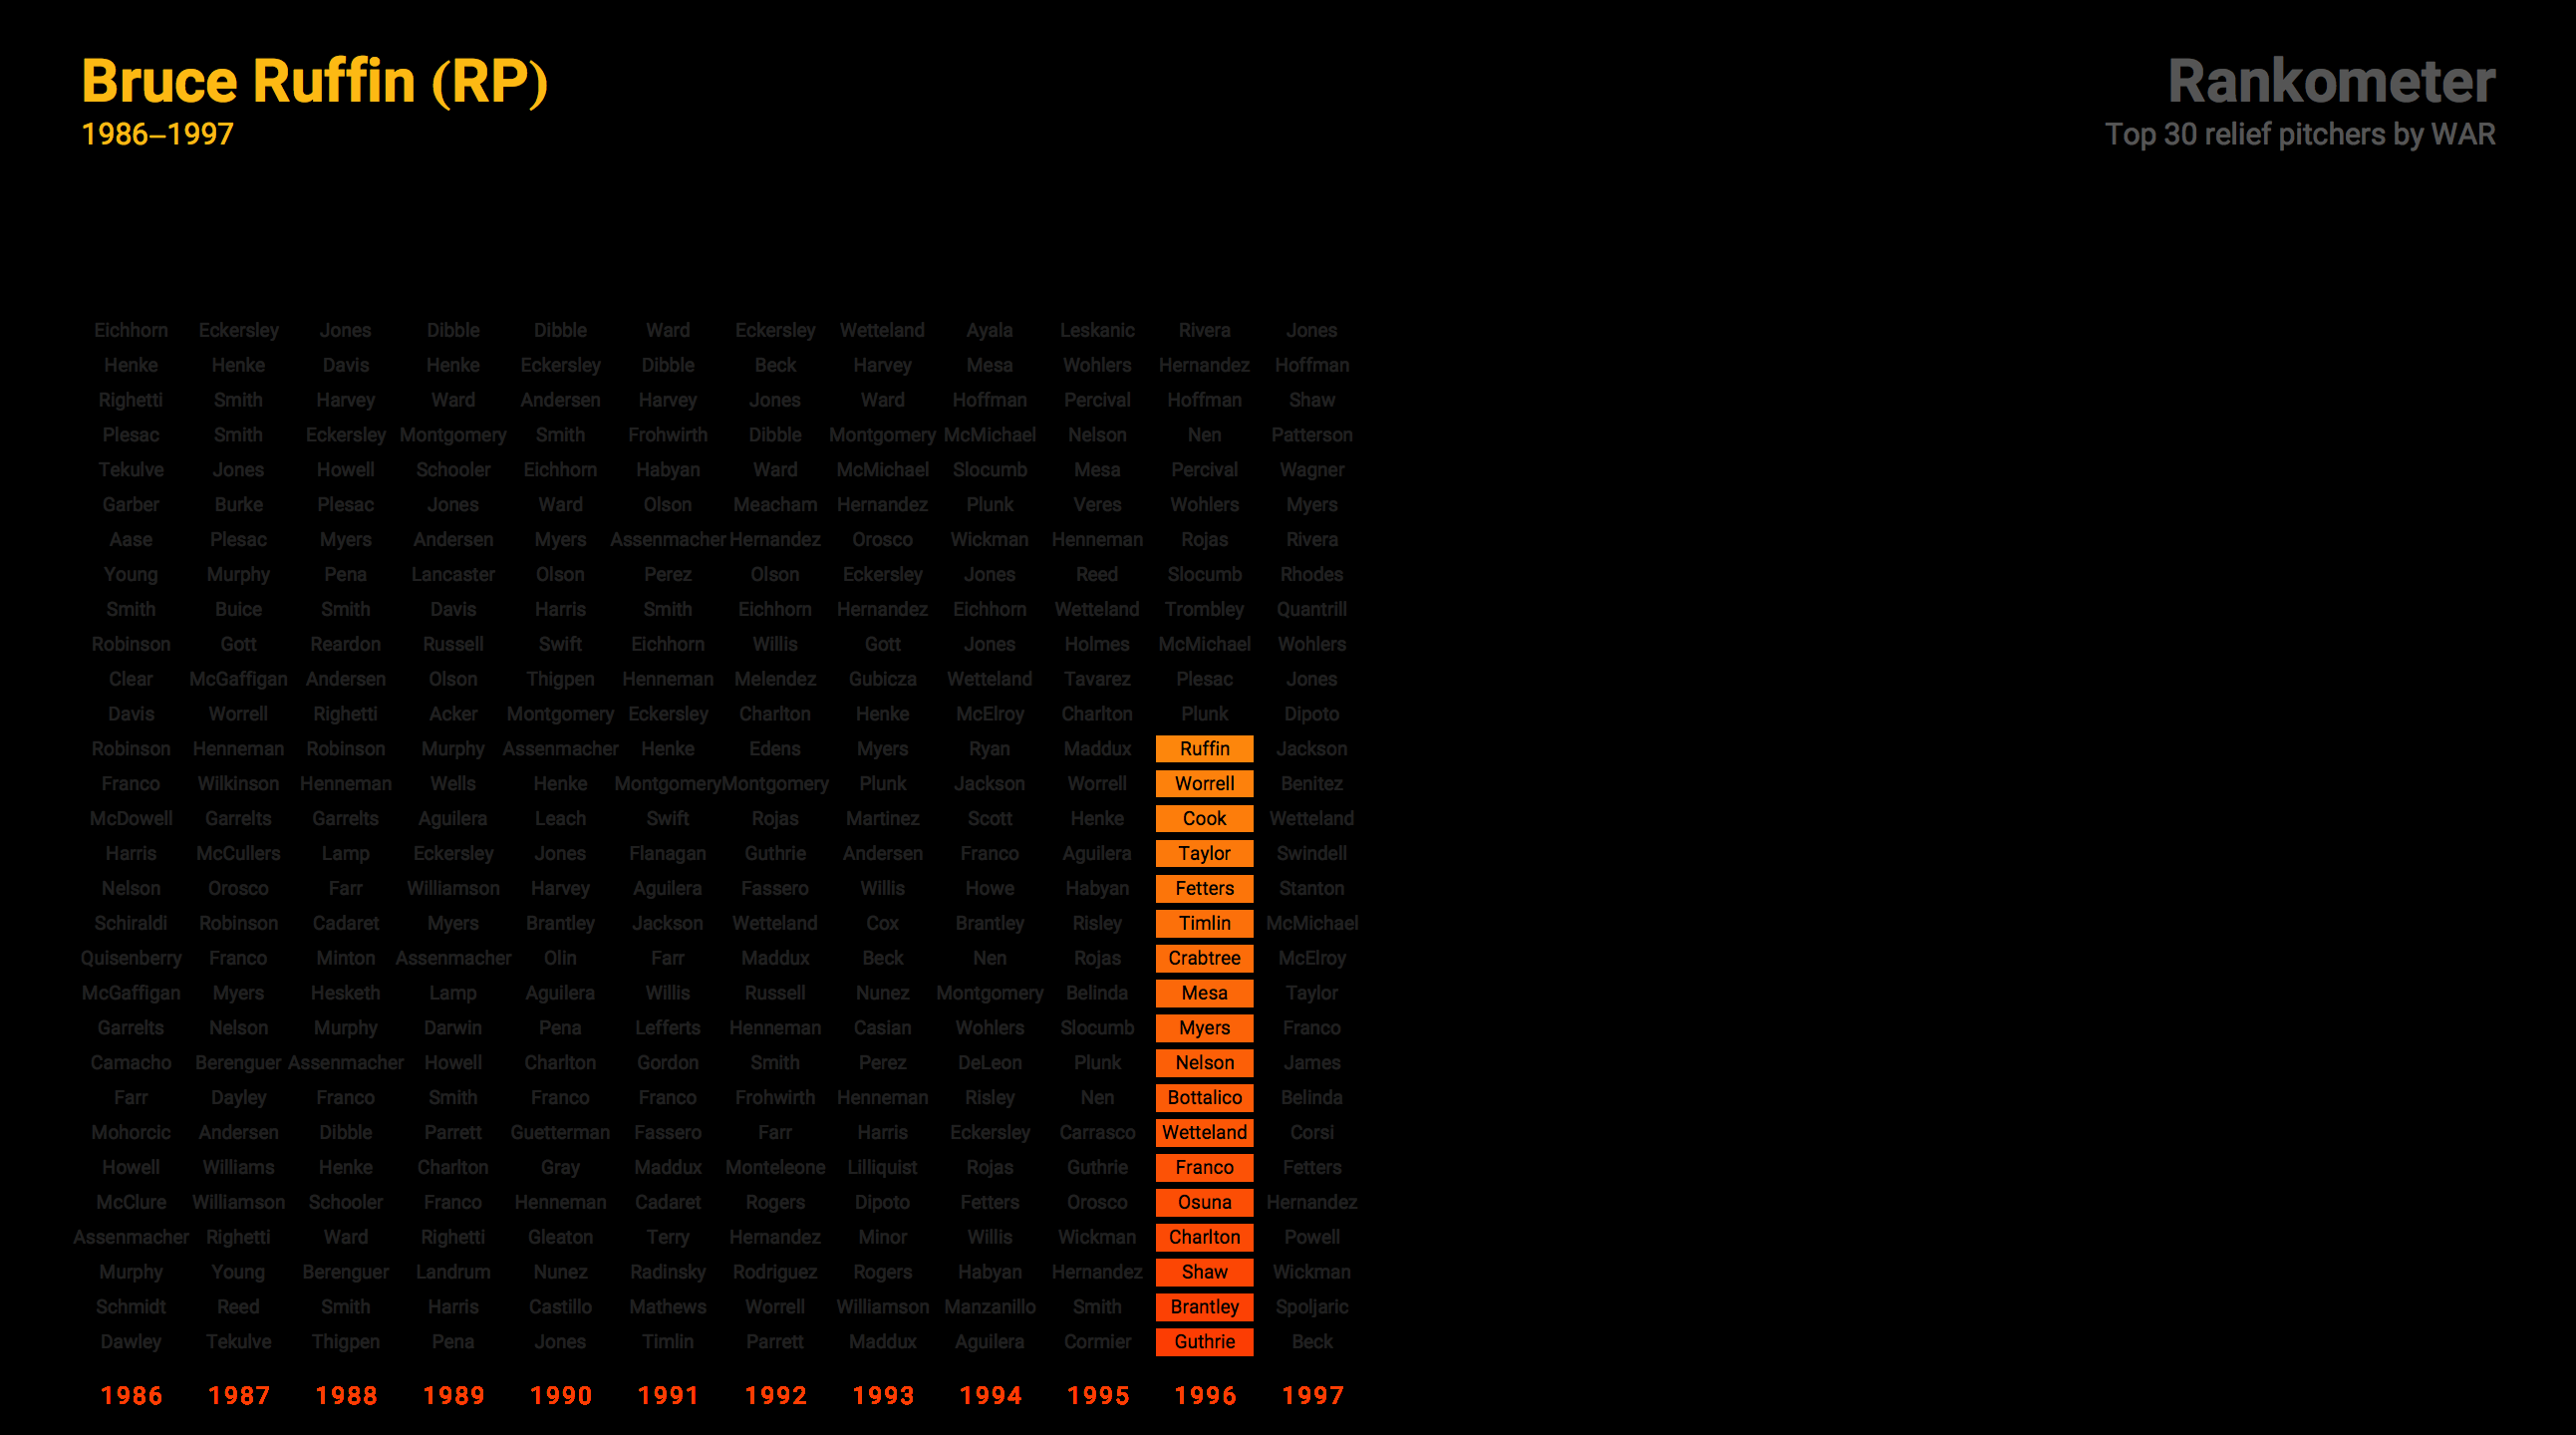 Bruce Ruffin (RP)
1986–1997
Rankometer
Top 30 relief pitchers by WAR
Eichhorn Eckersley Jones Dibble Dibble Ward Eckersley Wetteland Ayala Leskanic Rivera Jones
Henke Henke Davis Henke Eckersley Dibble Beck Harvey Mesa Wohlers Hernandez Hoffman
Righetti Smith Harvey Ward Andersen Harvey Jones Ward Hoffman Percival Hoffman Shaw
Plesac Smith Eckersley Montgomery Smith Frohwirth Dibble Montgomery McMichael Nelson Nen Patterson
Tekulve Jones Howell Schooler Eichhorn Habyan Ward McMichael Slocumb Mesa Percival Wagner
Garber Burke Plesac Jones Ward Olson Meacham Hernandez Plunk Veres Wohlers Myers
Aase Plesac Myers Andersen Myers Assenmacher Hernandez Orosco Wickman Henneman Rojas Rivera
Young Murphy Pena Lancaster Olson Perez Olson Eckersley Jones Reed Slocumb Rhodes
Smith Buice Smith Davis Harris Smith Eichhorn Hernandez Eichhorn Wetteland Trombley Quantrill
Robinson Gott Reardon Russell Swift Eichhorn Willis Gott Jones Holmes McMichael Wohlers
Clear McGaffigan Andersen Olson Thigpen Henneman Melendez Gubicza Wetteland Tavarez Plesac Jones
Davis Worrell Righetti Acker Montgomery Eckersley Charlton Henke McElroy Charlton Plunk Dipoto
Robinson Henneman Robinson Murphy Assenmacher Henke Edens Myers Ryan Maddux Ruffin Jackson
Franco Wilkinson Henneman Wells Henke Montgomery Montgomery Plunk Jackson Worrell Worrell Benitez
McDowell Garrelts Garrelts Aguilera Leach Swift Rojas Martinez Scott Henke Cook Wetteland
Harris McCullers Lamp Eckersley Jones Flanagan Guthrie Andersen Franco Aguilera Taylor Swindell
Nelson Orosco Farr Williamson Harvey Aguilera Fassero Willis Howe Habyan Fetters Stanton
Schiraldi Robinson Cadaret Myers Brantley Jackson Wetteland Cox Brantley Risley Timlin McMichael
Quisenberry Franco Minton Assenmacher Olin Farr Maddux Beck Nen Rojas Crabtree McElroy
McGaffigan Myers Hesketh Lamp Aguilera Willis Russell Nunez Montgomery Belinda Mesa Taylor
Garrelts Nelson Murphy Darwin Pena Lefferts Henneman Casian Wohlers Slocumb Myers Franco
Camacho Berenguer Assenmacher Howell Charlton Gordon Smith Perez DeLeon Plunk Nelson James
Farr Dayley Franco Smith Franco Franco Frohwirth Henneman Risley Nen Bottalico Belinda
Mohorcic Andersen Dibble Parrett Guetterman Fassero Farr Harris Eckersley Carrasco Wetteland Corsi
Howell Williams Henke Charlton Gray Maddux Monteleone Lilliquist Rojas Guthrie Franco Fetters
McClure Williamson Schooler Franco Henneman Cadaret Rogers Dipoto Fetters Orosco Osuna Hernandez
Assenmacher Righetti Ward Righetti Gleaton Terry Hernandez Minor Willis Wickman Charlton Powell
Murphy Young Berenguer Landrum Nunez Radinsky Rodriguez Rogers Habyan Hernandez Shaw Wickman
Schmidt Reed Smith Harris Castillo Mathews Worrell Williamson Manzanillo Smith Brantley Spoljaric
Dawley Tekulve Thigpen Pena Jones Timlin Parrett Maddux Aguilera Cormier Guthrie Beck
1986 1987 1988 1989 1990 1991 1992 1993 1994 1995 1996 1997